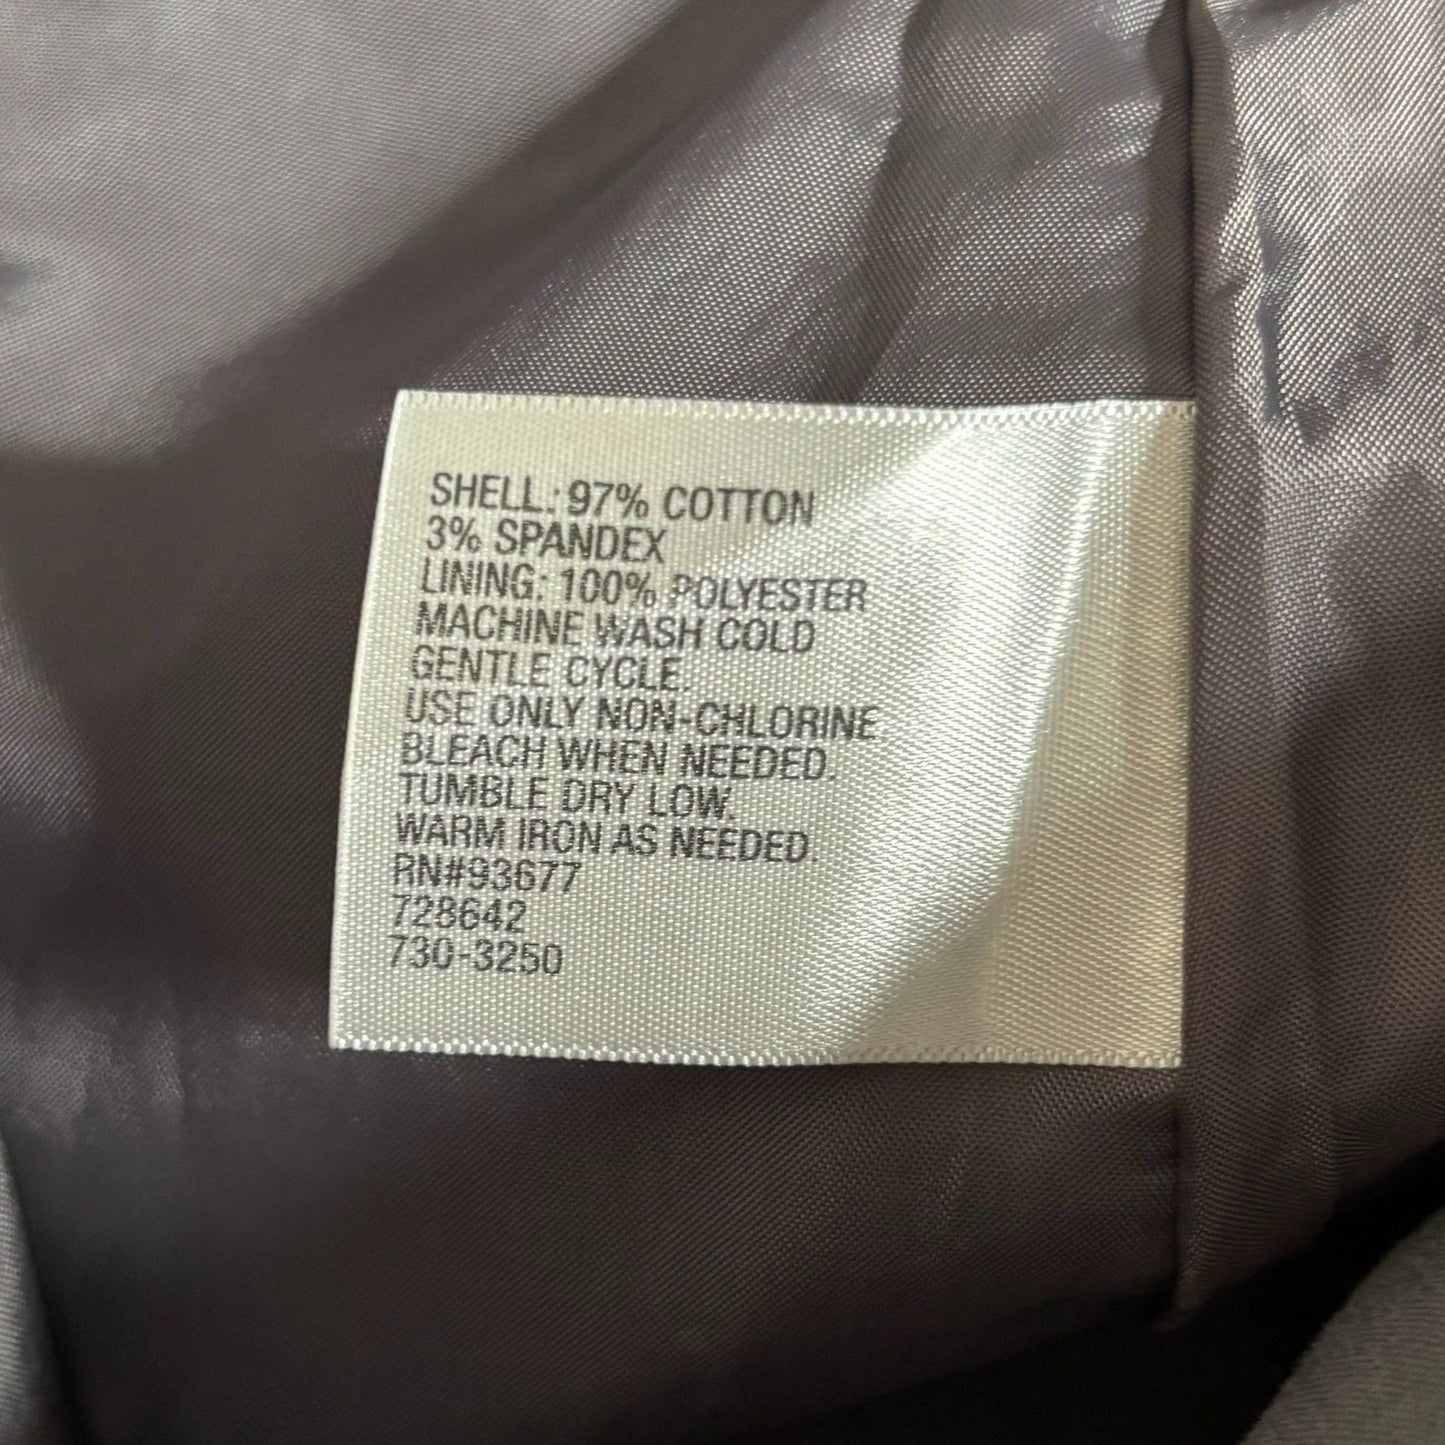 SHELL: 97% COTTON
3% SPANDEX
LINING: 100% POLYESTER
MACHINE WASH COLD
GENTLE CYCLE.
USE ONLY NON-CHLORINE
BLEACH WHEN NEEDED.
TUMBLE DRY LOW.
WARM IRON AS NEEDED.
RN#93677
728642
730-3250